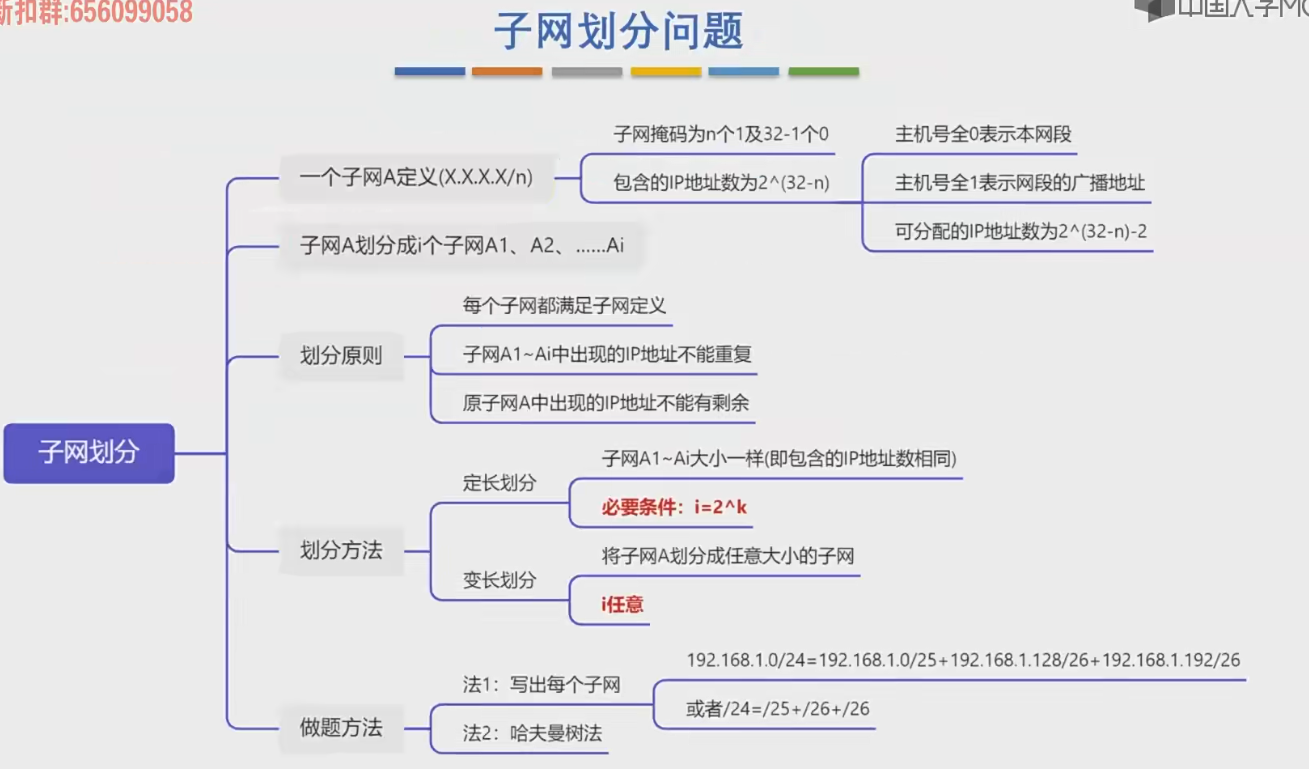 新扣群:656099058
中国大学MO
子网划分问题
子网划分
一个子网A定义(X.X.X.X/n)
子网掩码为n个1及32-1个0
包含的IP地址数为2^(32-n)
主机号全0表示本网段
主机号全1表示网段的广播地址
可分配的IP地址数为2^(32-n)-2
子网A划分成i个子网A1、A2、……Ai
划分原则
每个子网都满足子网定义
子网A1~Ai中出现的IP地址不能重复
原子网A中出现的IP地址不能有剩余
划分方法
定长划分
子网A1~Ai大小一样(即包含的IP地址数相同)
必要条件：i=2^k
变长划分
将子网A划分成任意大小的子网
i任意
做题方法
法1：写出每个子网
192.168.1.0/24=192.168.1.0/25+192.168.1.128/26+192.168.1.192/26
或者/24=/25+/26+/26
法2：哈夫曼树法